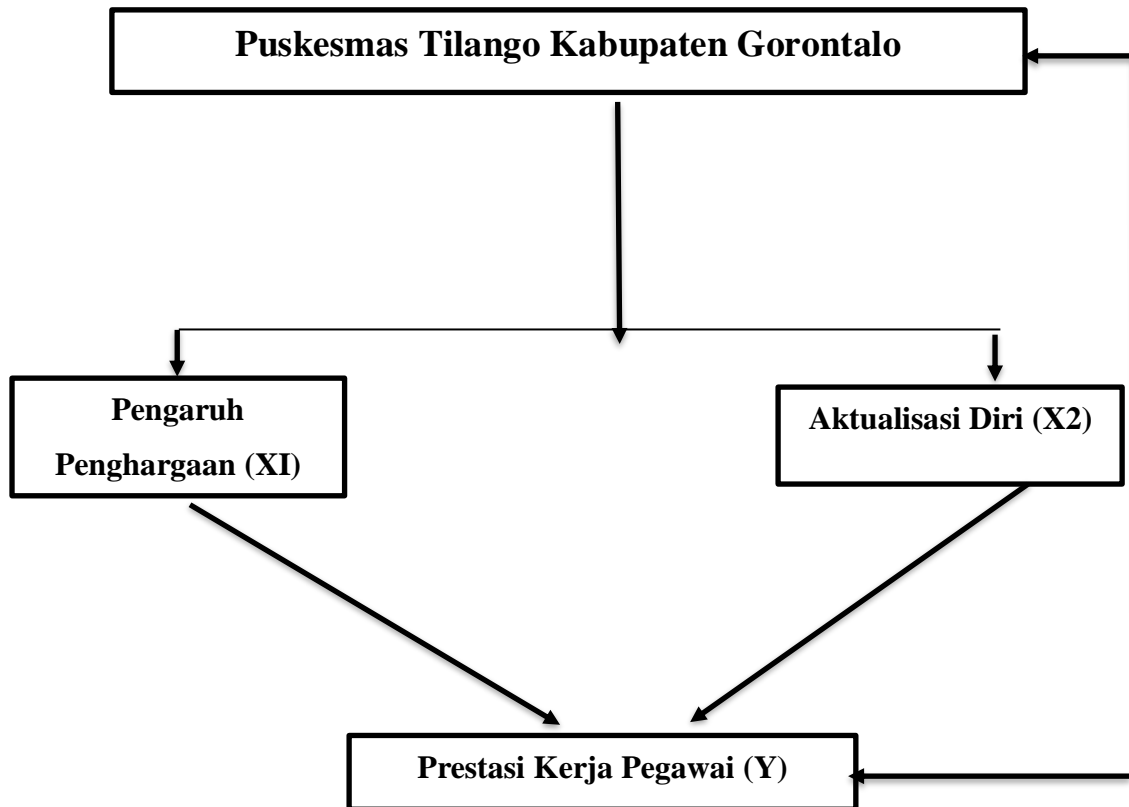 Puskesmas Tilango Kabupaten Gorontalo
Pengaruh
Penghargaan (XI)
Aktualisasi Diri (X2)
Prestasi Kerja Pegawai (Y)